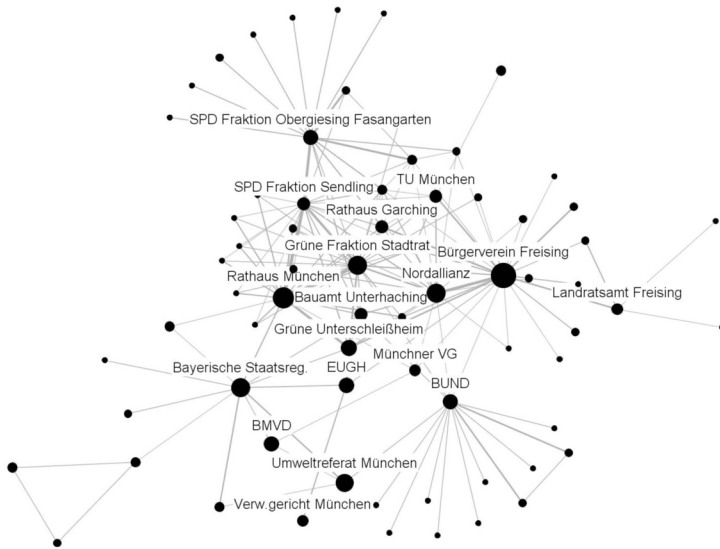 SPD Fraktion Obergiesing Fasangarten
TU München
SPD Fraktion Sendling
Rathaus Garching
Grüne Fraktion Stadtrat
Bürgerverein Freising
Rathaus München
Nordallianz
Bauamt Unterhaching
Landratsamt Freising
Grüne Unterschleißheim
Münchner VG
Bayerische Staatsreg.
EUGH
BUND
BMVD
Umweltreferat München
Verw.gericht München